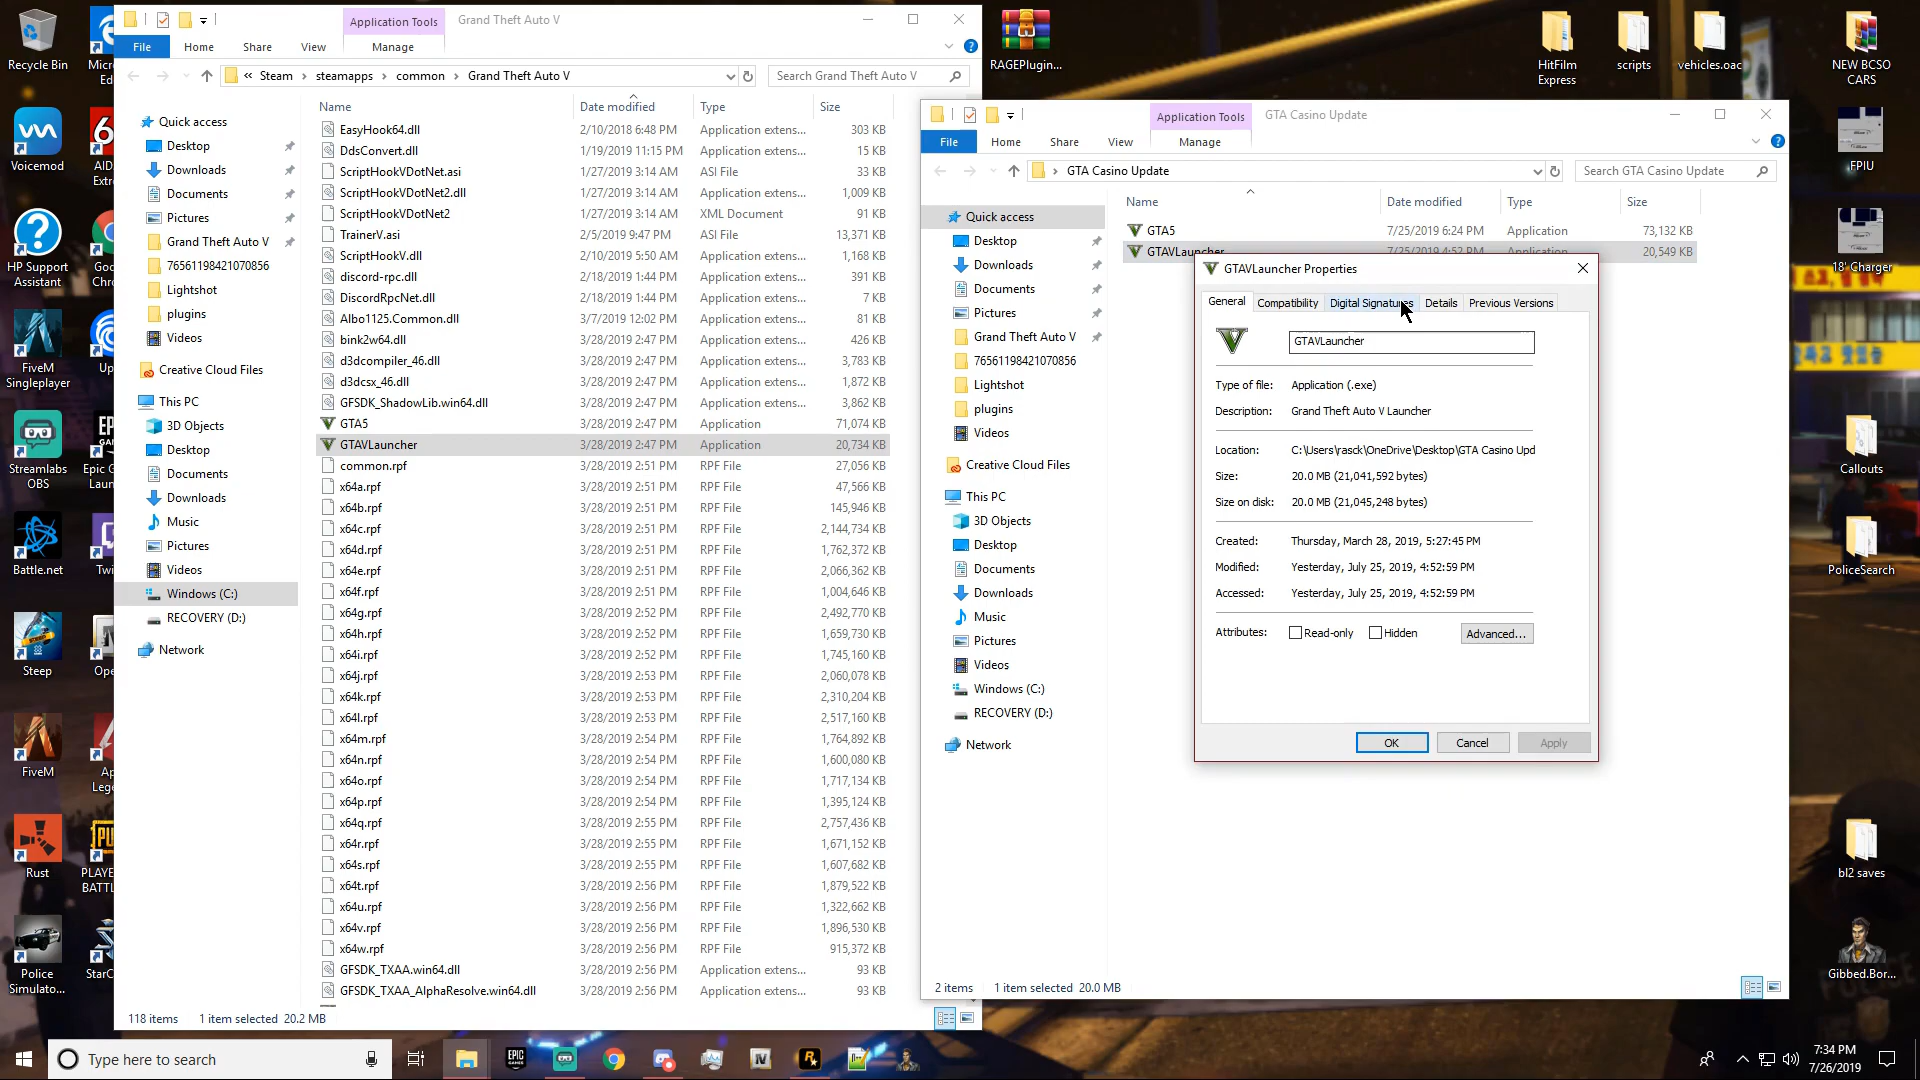 Recycle Bin
Voicemod
HP Support
Assistant
FiveM
Singleplayer
Streamlabs
OBS
Battle.net
Steep
FiveM
Rust
Police
Simulato...
Application Tools
Grand Theft Auto V
File
Home
Share
View
Manage
« Steam > steamapps > common > Grand Theft Auto V
Search Grand Theft Auto V
Quick access
Desktop
Downloads
Documents
Pictures
Grand Theft Auto V
76561198421070856
Lightshot
plugins
Videos
Creative Cloud Files
This PC
3D Objects
Desktop
Documents
Downloads
Music
Pictures
Videos
Windows (C:)
RECOVERY (D:)
Network
Name Date modified Type Size
EasyHook64.dll 2/10/2018 6:48 PM Application extens... 303 KB
DdsConvert.dll 1/19/2019 11:15 PM Application extens... 15 KB
ScriptHookVDotNet.asi 1/27/2019 3:14 AM ASI File 33 KB
ScriptHookVDotNet2.dll 1/27/2019 3:14 AM Application extens... 1,009 KB
ScriptHookVDotNet2 1/27/2019 3:14 AM XML Document 91 KB
TrainerV.asi 2/5/2019 9:47 PM ASI File 13,371 KB
ScriptHookV.dll 2/10/2019 5:50 AM Application extens... 1,168 KB
discord-rpc.dll 2/18/2019 1:44 PM Application extens... 391 KB
DiscordRpcNet.dll 2/18/2019 1:44 PM Application extens... 7 KB
Albo1125.Common.dll 3/7/2019 12:02 PM Application extens... 81 KB
bink2w64.dll 3/28/2019 2:47 PM Application extens... 426 KB
d3dcompiler_46.dll 3/28/2019 2:47 PM Application extens... 3,783 KB
d3dcsx_46.dll 3/28/2019 2:47 PM Application extens... 1,872 KB
GFSDK_ShadowLib.win64.dll 3/28/2019 2:47 PM Application extens... 3,862 KB
GTA5 3/28/2019 2:47 PM Application 71,074 KB
GTAVLauncher 3/28/2019 2:47 PM Application 20,734 KB
common.rpf 3/28/2019 2:51 PM RPF File 27,056 KB
x64a.rpf 3/28/2019 2:51 PM RPF File 47,566 KB
x64b.rpf 3/28/2019 2:51 PM RPF File 145,946 KB
x64c.rpf 3/28/2019 2:51 PM RPF File 2,144,734 KB
x64d.rpf 3/28/2019 2:51 PM RPF File 1,762,372 KB
x64e.rpf 3/28/2019 2:51 PM RPF File 2,066,362 KB
x64f.rpf 3/28/2019 2:51 PM RPF File 1,004,646 KB
x64g.rpf 3/28/2019 2:52 PM RPF File 2,492,770 KB
x64h.rpf 3/28/2019 2:52 PM RPF File 1,659,730 KB
x64i.rpf 3/28/2019 2:52 PM RPF File 1,745,160 KB
x64j.rpf 3/28/2019 2:53 PM RPF File 2,060,078 KB
x64k.rpf 3/28/2019 2:53 PM RPF File 2,310,204 KB
x64l.rpf 3/28/2019 2:53 PM RPF File 2,517,160 KB
x64m.rpf 3/28/2019 2:54 PM RPF File 1,764,892 KB
x64n.rpf 3/28/2019 2:54 PM RPF File 1,600,080 KB
x64o.rpf 3/28/2019 2:54 PM RPF File 1,717,134 KB
x64p.rpf 3/28/2019 2:54 PM RPF File 1,395,124 KB
x64q.rpf 3/28/2019 2:55 PM RPF File 2,757,436 KB
x64r.rpf 3/28/2019 2:55 PM RPF File 1,671,152 KB
x64s.rpf 3/28/2019 2:55 PM RPF File 1,607,682 KB
x64t.rpf 3/28/2019 2:56 PM RPF File 1,879,522 KB
x64u.rpf 3/28/2019 2:56 PM RPF File 1,322,662 KB
x64v.rpf 3/28/2019 2:56 PM RPF File 1,896,530 KB
x64w.rpf 3/28/2019 2:56 PM RPF File 915,372 KB
GFSDK_TXAA.win64.dll 3/28/2019 2:56 PM Application extens... 93 KB
GFSDK_TXAA_AlphaResolve.win64.dll 3/28/2019 2:56 PM Application extens... 93 KB
118 items 1 item selected 20.2 MB
RAGEPlugin...
HitFilm
Express
scripts
vehicles.oac
NEW BCSO
CARS
FPIU
18' Charger
Callouts
PoliceSearch
bl2 saves
Gibbed.Bor...
Application Tools
GTA Casino Update
File
Home
Share
View
Manage
> GTA Casino Update
Search GTA Casino Update
Quick access
Desktop
Downloads
Documents
Pictures
Grand Theft Auto V
76561198421070856
Lightshot
plugins
Videos
Creative Cloud Files
This PC
3D Objects
Desktop
Documents
Downloads
Music
Pictures
Videos
Windows (C:)
RECOVERY (D:)
Network
Name Date modified Type Size
GTA5 7/25/2019 6:24 PM Application 73,132 KB
GTAVLauncher 7/25/2019 4:52 PM Application 20,549 KB
2 items 1 item selected 20.0 MB
GTAVLauncher Properties
General Compatibility Digital Signatures Details Previous Versions
GTAVLauncher
Type of file: Application (.exe)
Description: Grand Theft Auto V Launcher
Location: C:\Users\rasck\OneDrive\Desktop\GTA Casino Upd
Size: 20.0 MB (21,041,592 bytes)
Size on disk: 20.0 MB (21,045,248 bytes)
Created: Thursday, March 28, 2019, 5:27:45 PM
Modified: Yesterday, July 25, 2019, 4:52:59 PM
Accessed: Yesterday, July 25, 2019, 4:52:59 PM
Attributes: Read-only Hidden Advanced...
OK Cancel Apply
Type here to search
7:34 PM
7/26/2019